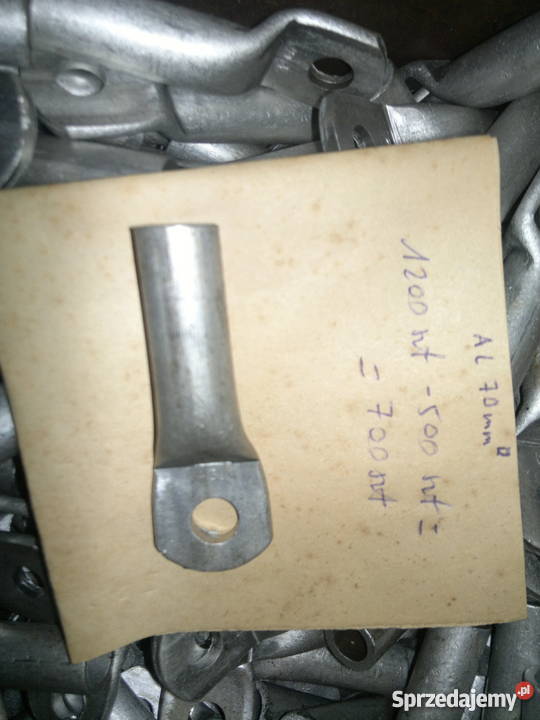 AL 70mm²
1200 szt - 500 szt =
= 700 szt
Sprzedajemy.pl